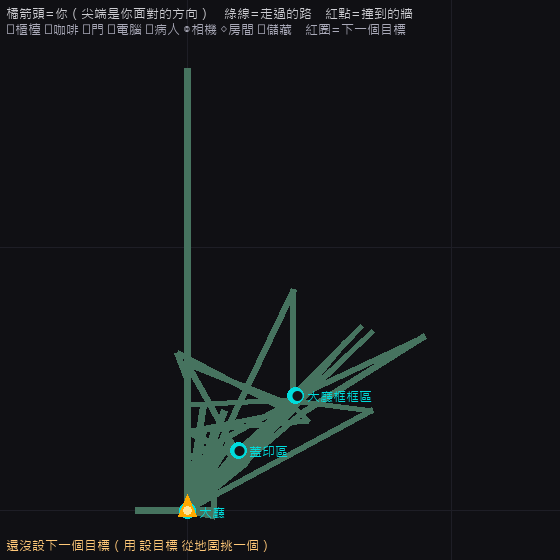 橘箭頭=你（尖端是你面對的方向） 綠線=走過的路 紅點=撞到的牆
▯櫃檯 ▯咖啡 ▯門 ▯電腦 ▯病人 ⊙相機 ◇房間 ▯儲藏 紅圈=下一個目標
大廳框框區
蓋印區
大廳
還沒設下一個目標（用 設目標 從地圖挑一個）